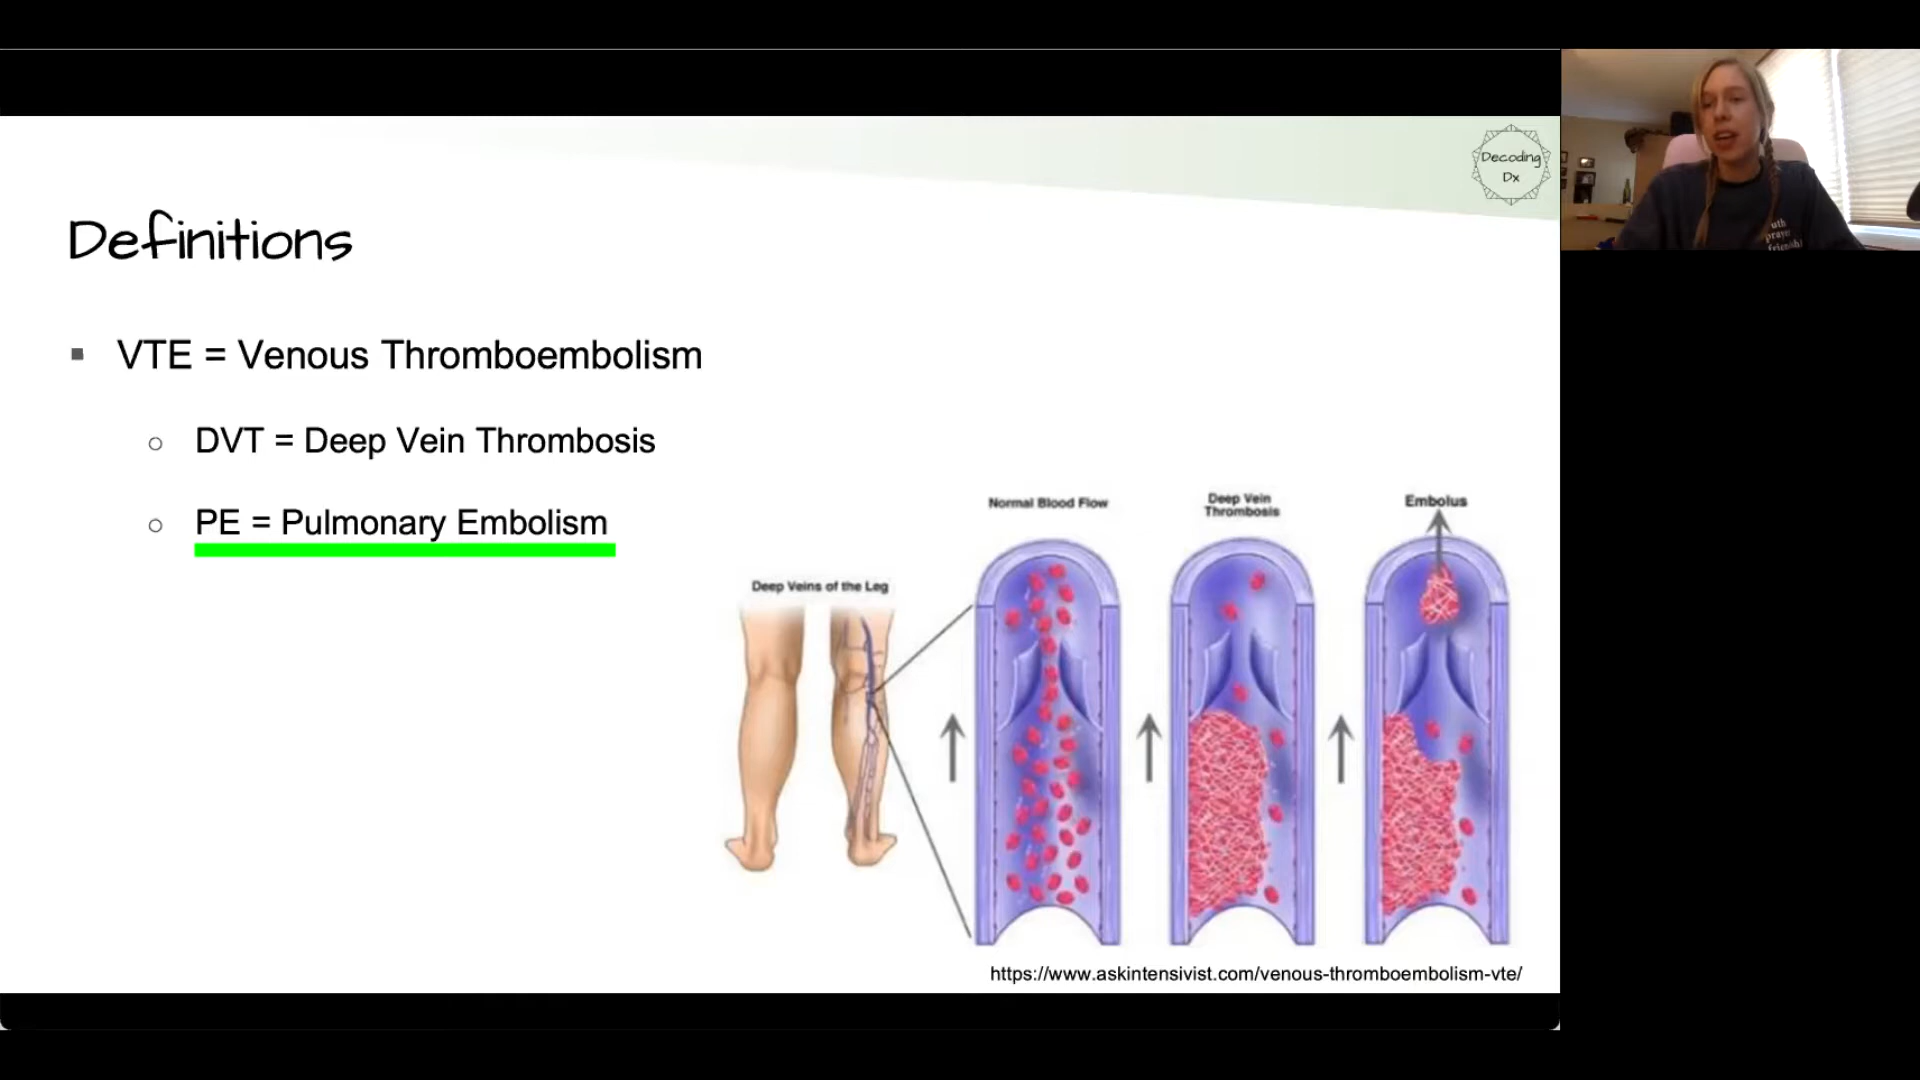 Decoding
Dx
Definitions
VTE = Venous Thromboembolism
DVT = Deep Vein Thrombosis
PE = Pulmonary Embolism
Deep Veins of the Leg
Normal Blood Flow
Deep Vein
Thrombosis
Embolus
https://www.askintensivist.com/venous-thromboembolism-vte/
prayer